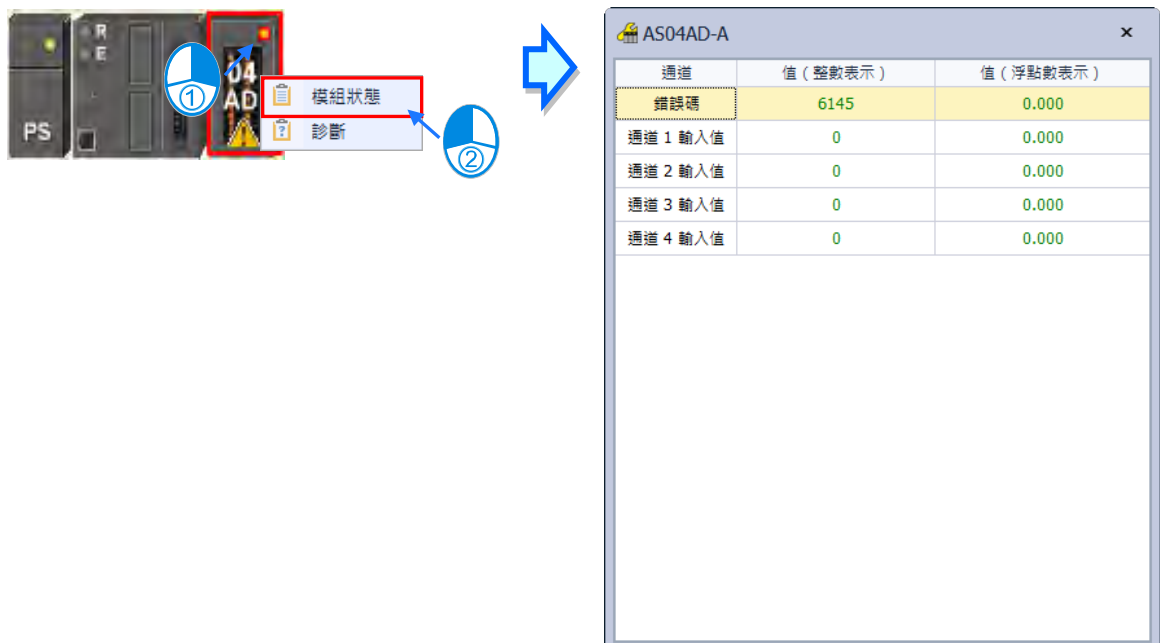 R
E
PS
04
AD
①
模組狀態
診斷
②
AS04AD-A
通道 值（整數表示） 值（浮點數表示）
錯誤碼 6145 0.000
通道 1 輸入值 0 0.000
通道 2 輸入值 0 0.000
通道 3 輸入值 0 0.000
通道 4 輸入值 0 0.000